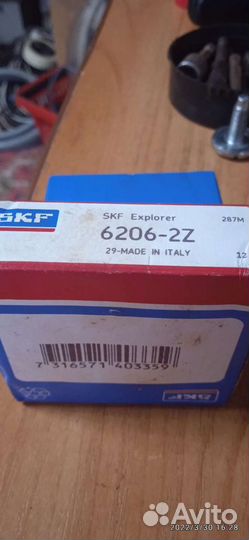 SKF
SKF Explorer
287M
6206-2Z
29-MADE IN ITALY
12
7 316571 403359
SKF
Avito
2022/3/30 16:28